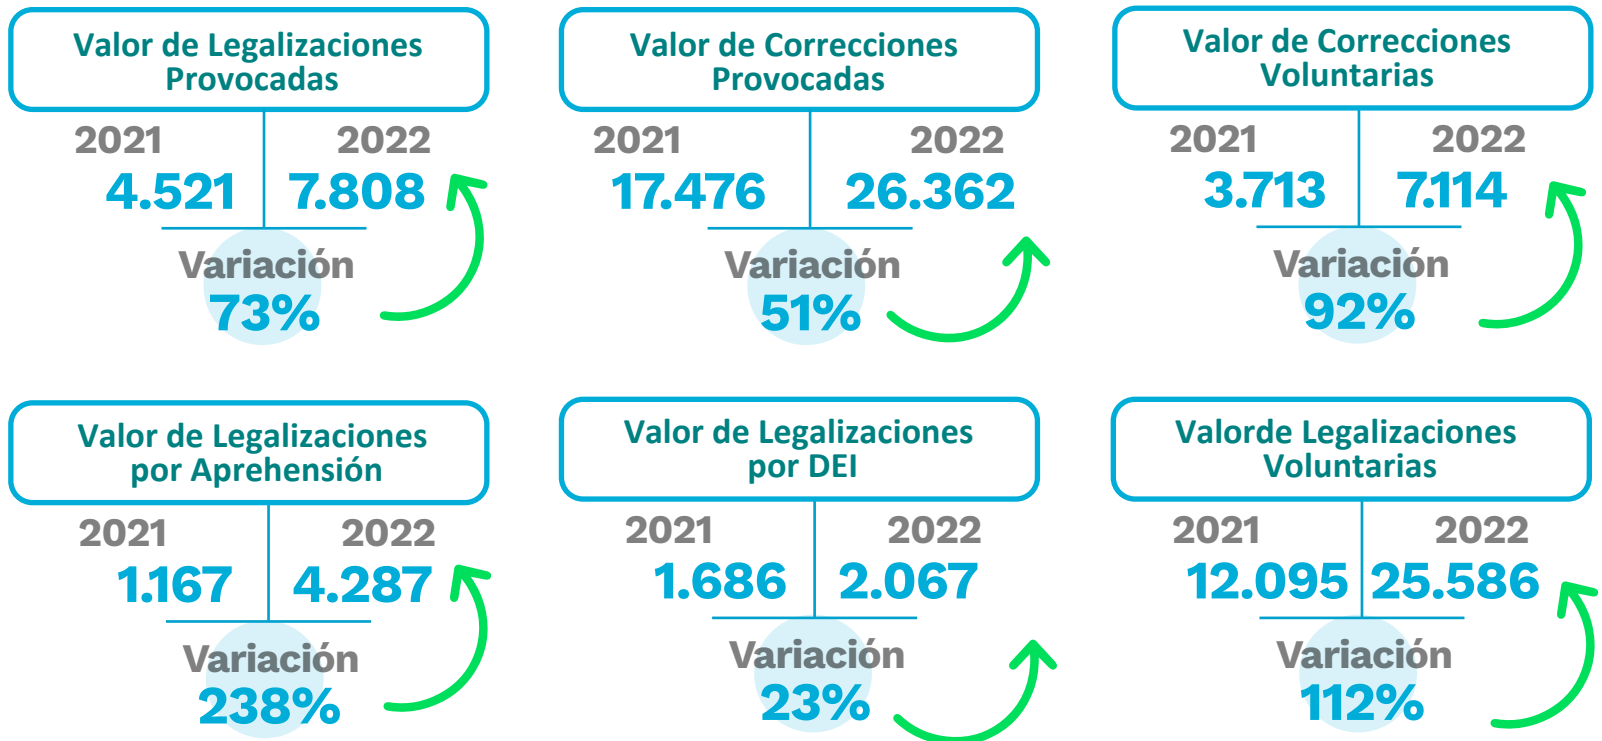 Valor de Legalizaciones
Provocadas
2021 2022
4.521 7.808
Variación
73%
Valor de Correcciones
Provocadas
2021 2022
17.476 26.362
Variación
51%
Valor de Correcciones
Voluntarias
2021 2022
3.713 7.114
Variación
92%
Valor de Legalizaciones
por Aprehensión
2021 2022
1.167 4.287
Variación
238%
Valor de Legalizaciones
por DEI
2021 2022
1.686 2.067
Variación
23%
Valorde Legalizaciones
Voluntarias
2021 2022
12.095 25.586
Variación
112%